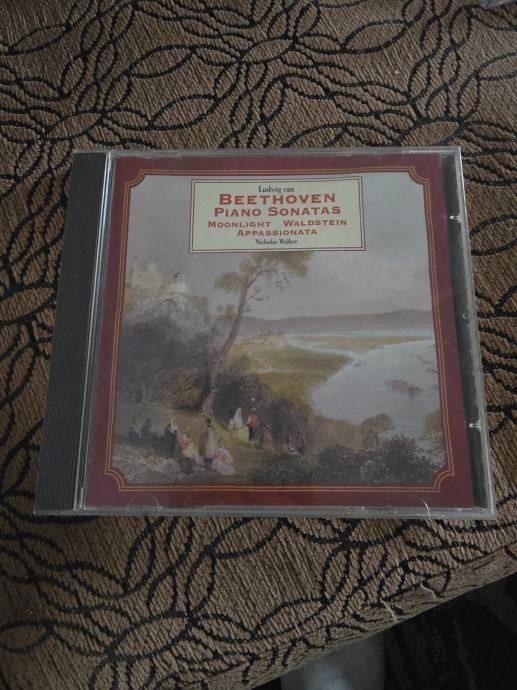 Ludwig van
BEETHOVEN
PIANO SONATAS
MOONLIGHT WALDSTEIN
APPASSIONATA
Nicholas Walker